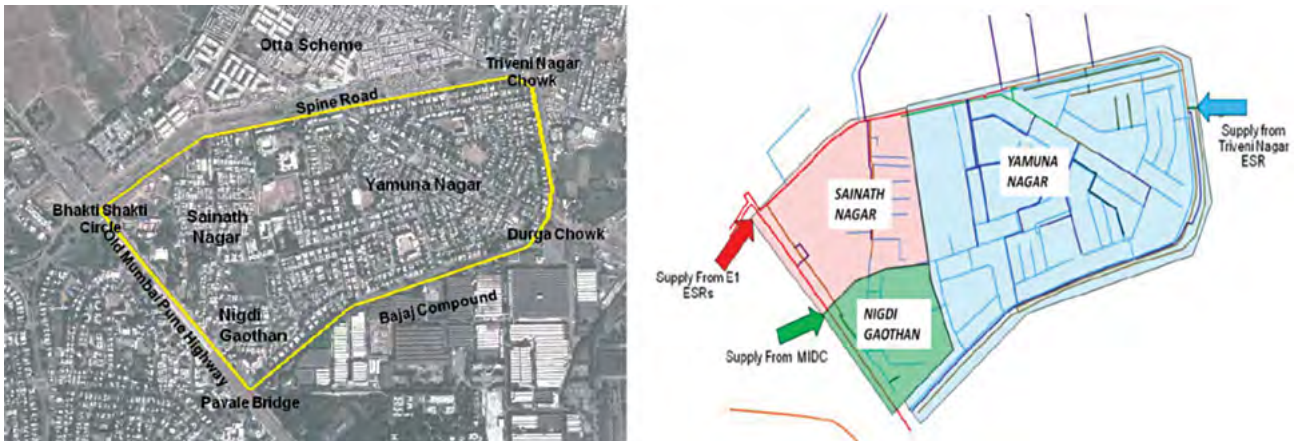 Otta Scheme
Triveni Nagar
Chowk
Spine Road
Yamuna Nagar
Bhakti Shakti
Circle
Sainath
Nagar
Durga Chowk
Old Mumbai Pune Highway
Bajaj Compound
Nigdi
Gaothan
Pavale Bridge
Supply from
Triveni Nagar
ESR
YAMUNA
NAGAR
SAINATH
NAGAR
Supply From E1
ESRs
NIGDI
GAOTHAN
Supply From MIDC